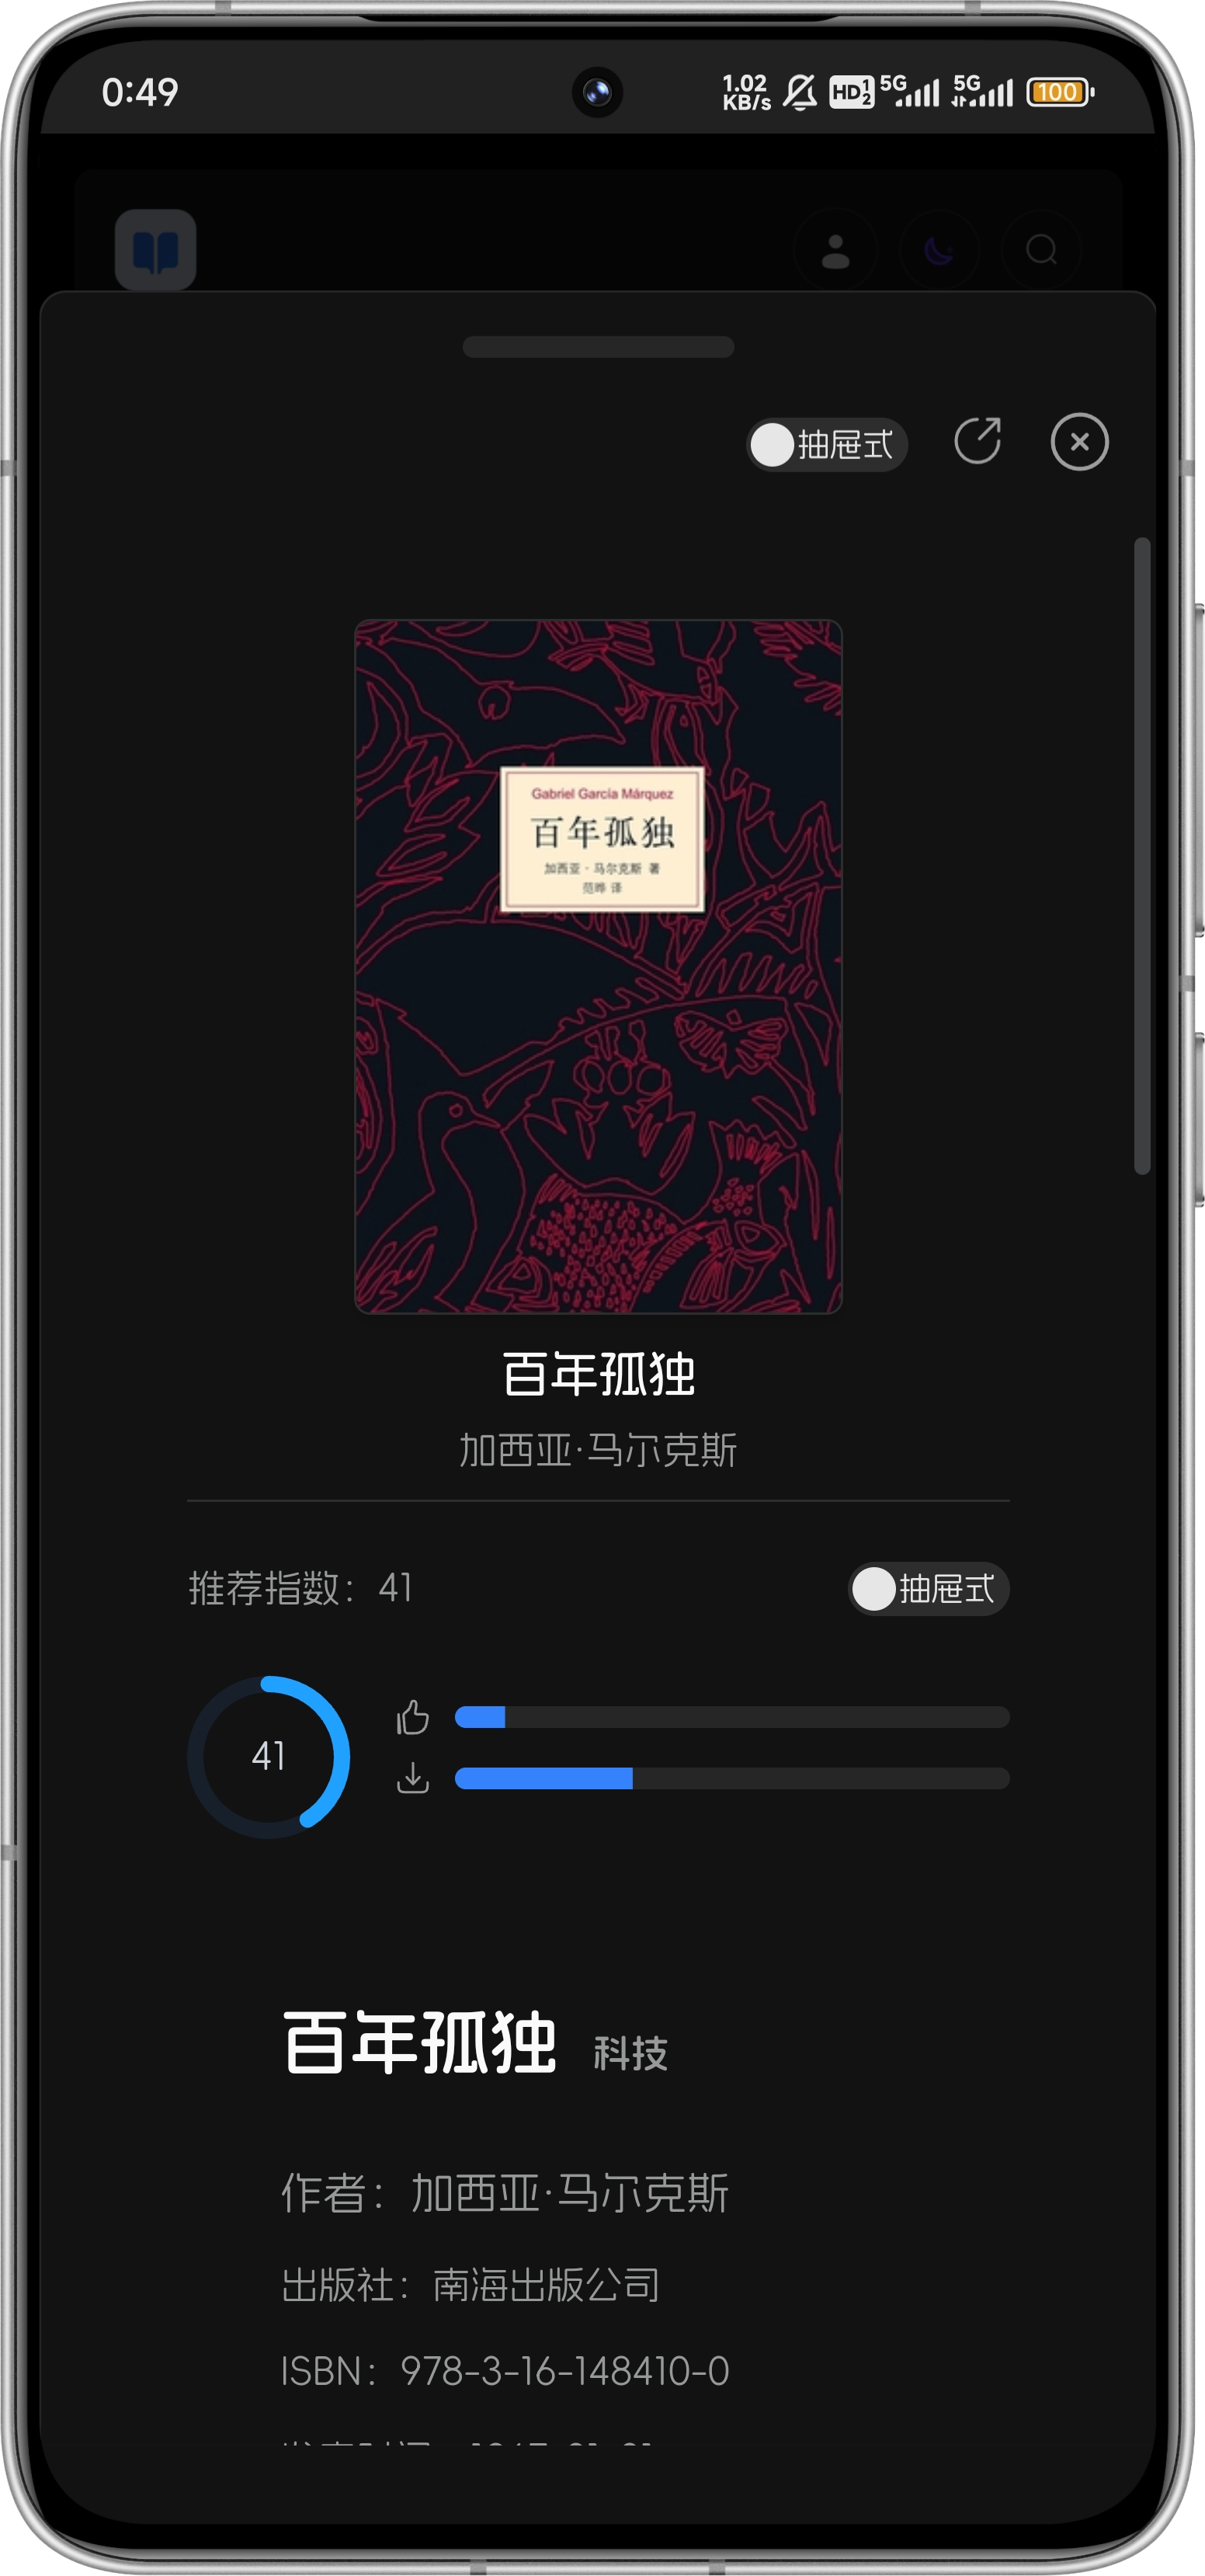 0:49
1.02 KB/s HD 1 2 5G 5G 100
抽屉式
Gabriel García Márquez
百年孤独
加西亚·马尔克斯 著
范晔 译
百年孤独
加西亚·马尔克斯
推荐指数：41
抽屉式
41
百年孤独 科技
作者：加西亚·马尔克斯
出版社：南海出版公司
ISBN：978-3-16-148410-0